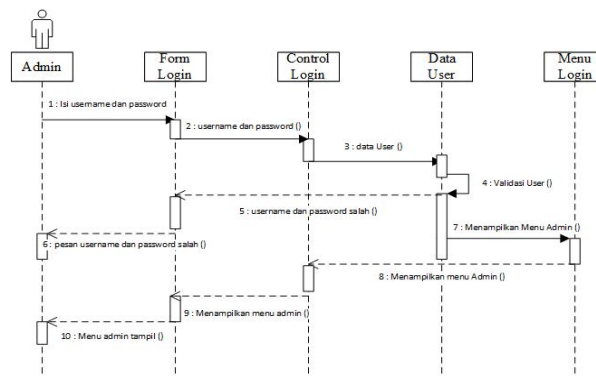 Admin
Form
Login
Control
Login
Data
User
Menu
Login
1 : Isi username dan password
2 : username dan password ()
3 : data User ()
4 : Validasi User ()
5 : username dan password salah ()
6 : pesan username dan password salah ()
7 : Menampilkan Menu Admin ()
8 : Menampilkan menu Admin ()
9 : Menampilkan menu admin ()
10 : Menu admin tampil ()